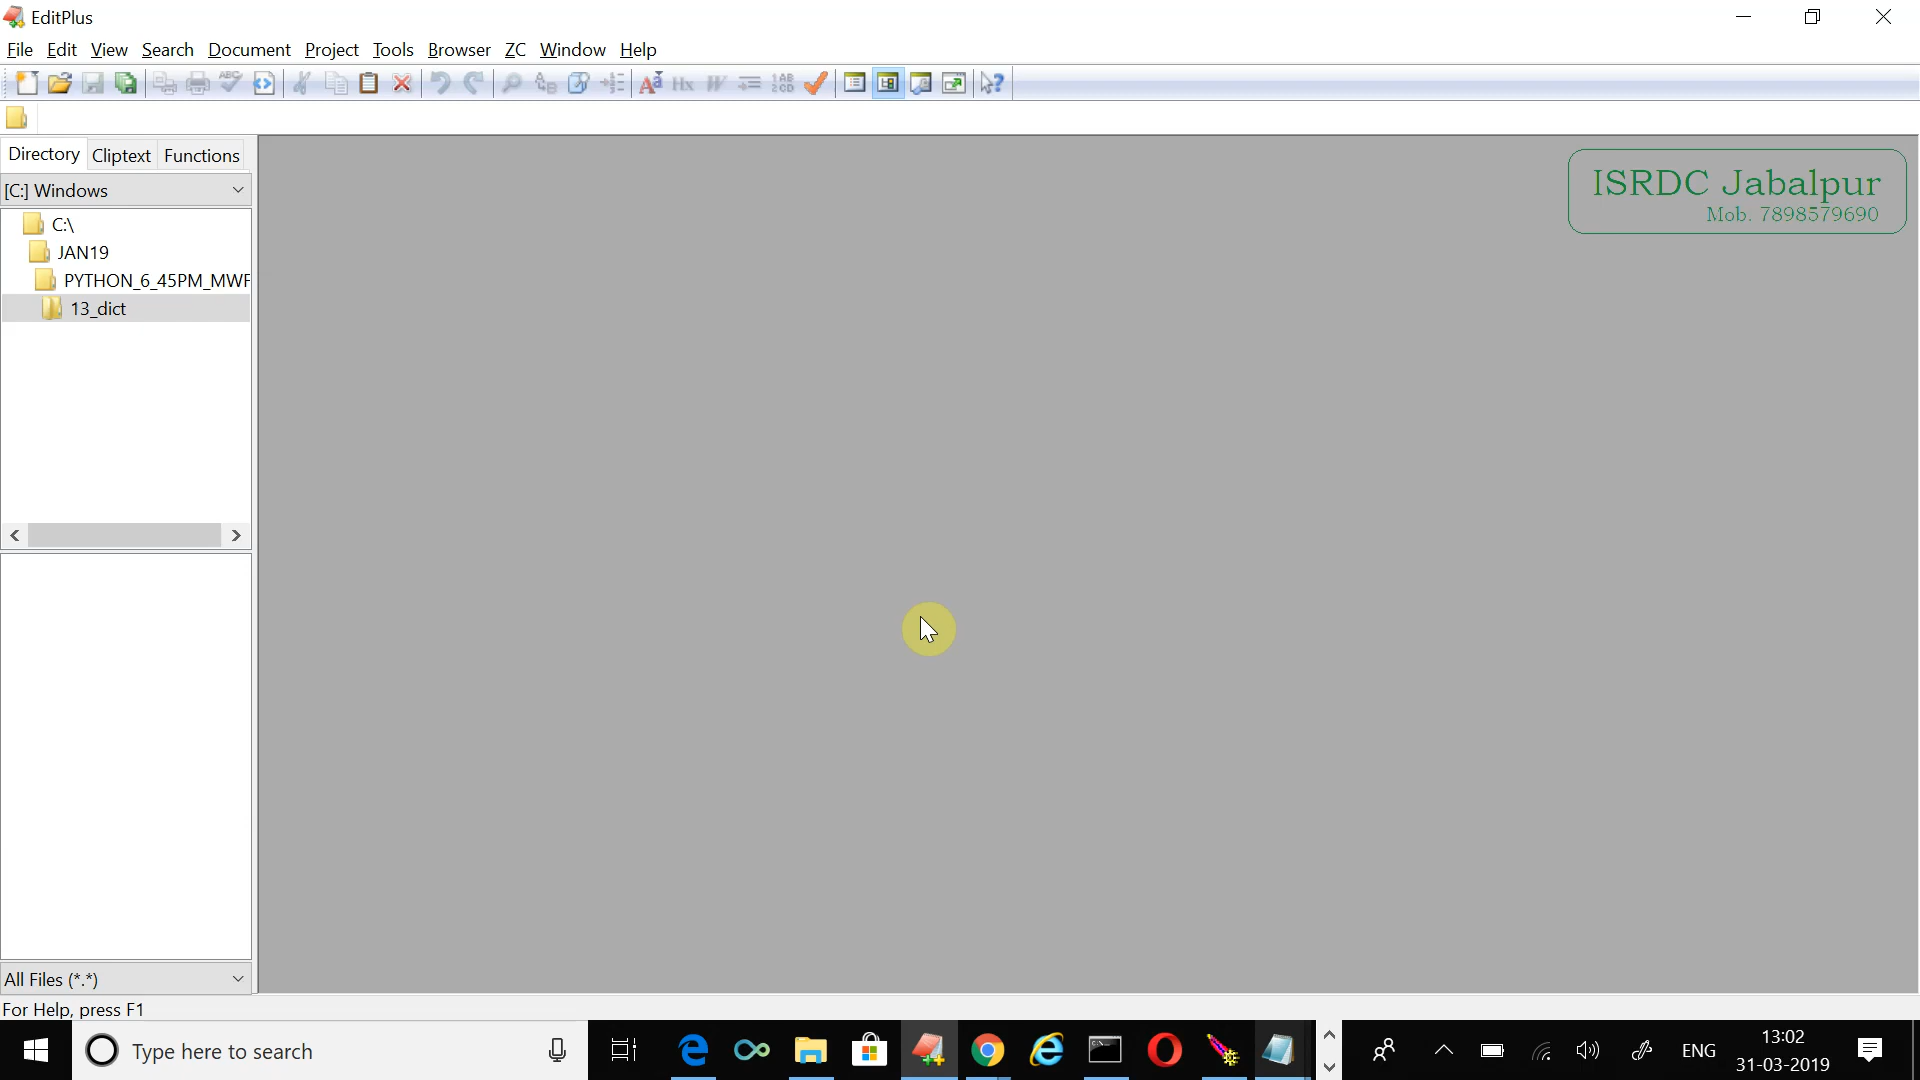 EditPlus
File Edit View Search Document Project Tools Browser ZC Window Help
Directory Cliptext Functions
[C:] Windows
C:\
JAN19
PYTHON_6_45PM_MWF
13_dict
ISRDC Jabalpur
Mob. 7898579690
All Files (*.*)
For Help, press F1
Type here to search
ENG
13:02
31-03-2019